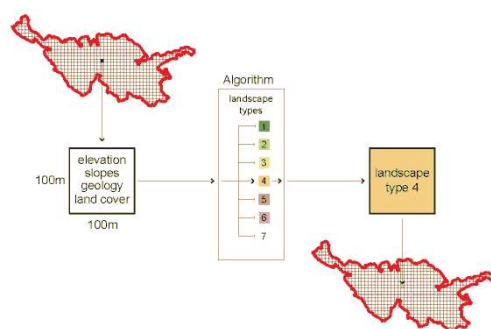 Algorithm
landscape
types
elevation
slopes
geology
land cover
100m
100m
1
2
3
4
5
6
7
landscape
type 4